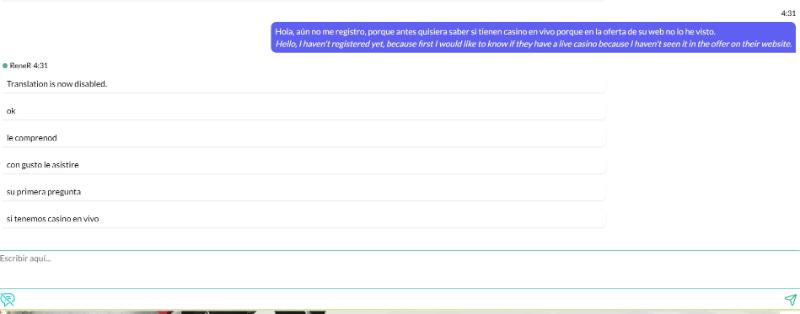 4:31
Hola, aún no me registro, porque antes quisiera saber si tienen casino en vivo porque en la oferta de su web no lo he visto.
Hello, I haven't registered yet, because first I would like to know if they have a live casino because I haven't seen it in the offer on their website.
ReneR 4:31
Translation is now disabled.
ok
le comprenod
con gusto le asistire
su primera pregunta
si tenemos casino en vivo
Escribir aquí...